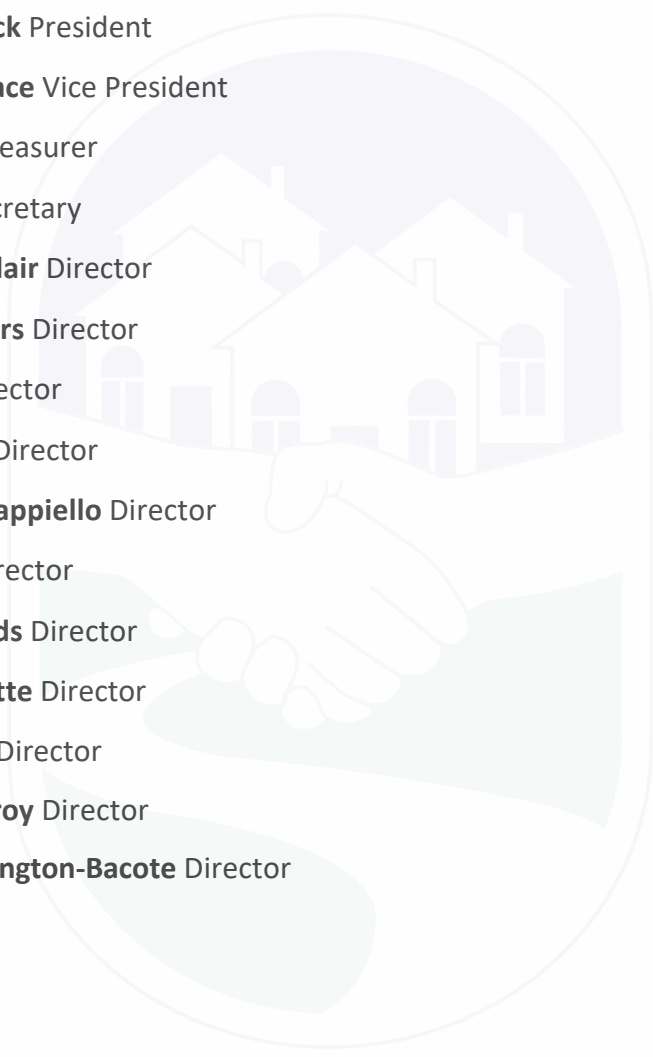 ck President
ace Vice President
easurer
cretary
lair Director
rs Director
ector
Director
appiello Director
rector
ds Director
tte Director
Director
roy Director
ngton-Bacote Director